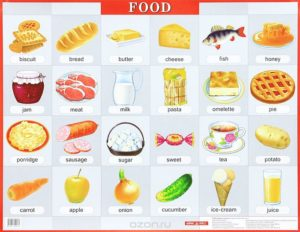 FOOD
biscuit bread butter cheese fish honey
jam meat milk pasta omelette pie
porridge sausage sugar sweet tea potato
carrot apple onion cucumber ice-cream juice
ozon.ru